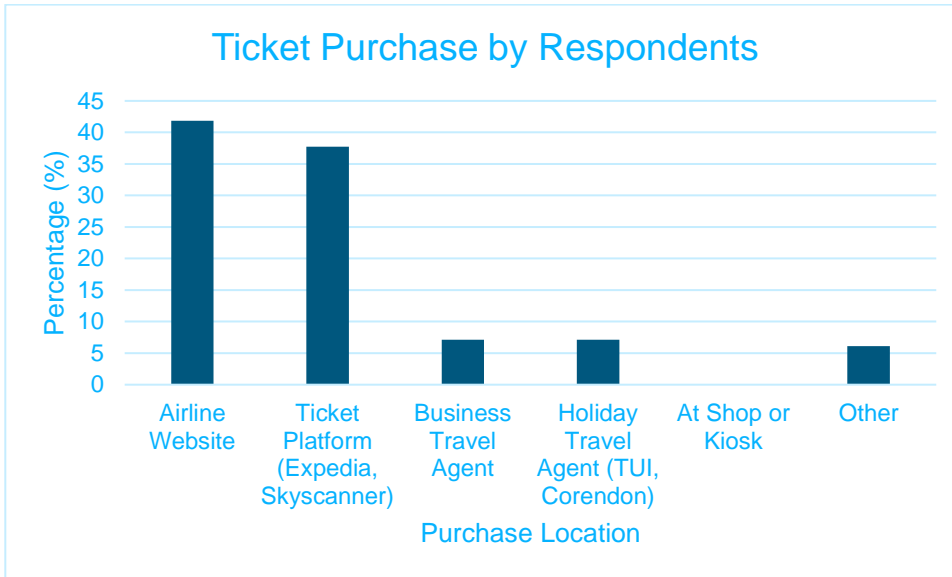 Ticket Purchase by Respondents
Percentage (%)
45
40
35
30
25
20
15
10
5
0
Airline
Website
Ticket
Platform
(Expedia,
Skyscanner)
Business
Travel
Agent
Holiday
Travel
Agent (TUI,
Corendon)
At Shop or
Kiosk
Other
Purchase Location